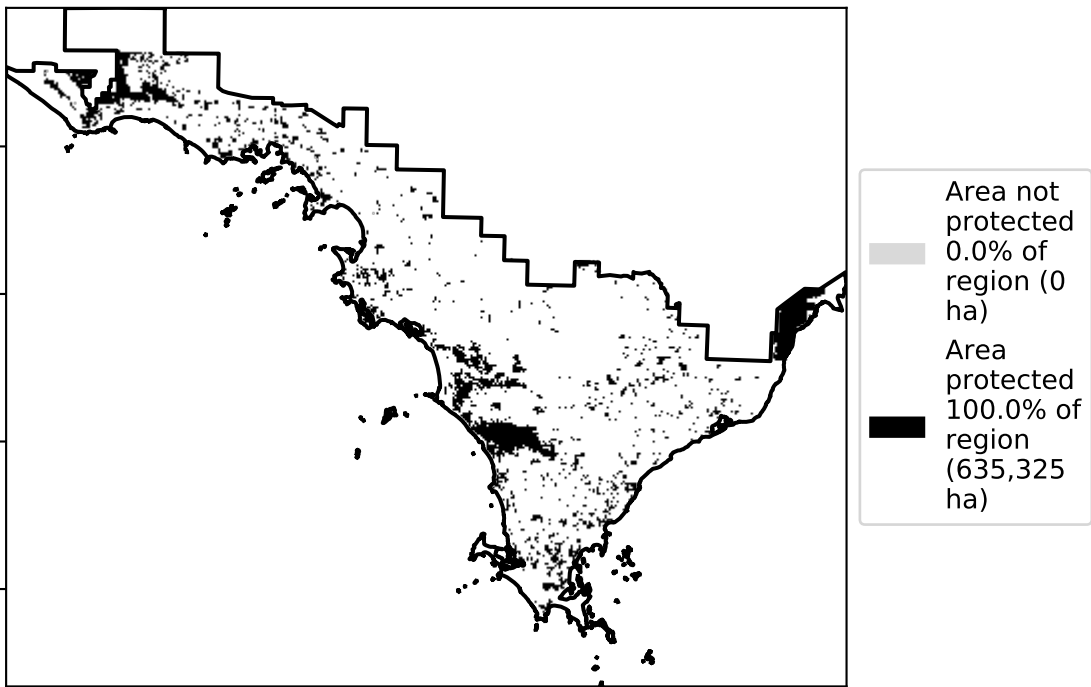 Area not
protected
0.0% of
region (0
ha)
Area
protected
100.0% of
region
(635,325
ha)